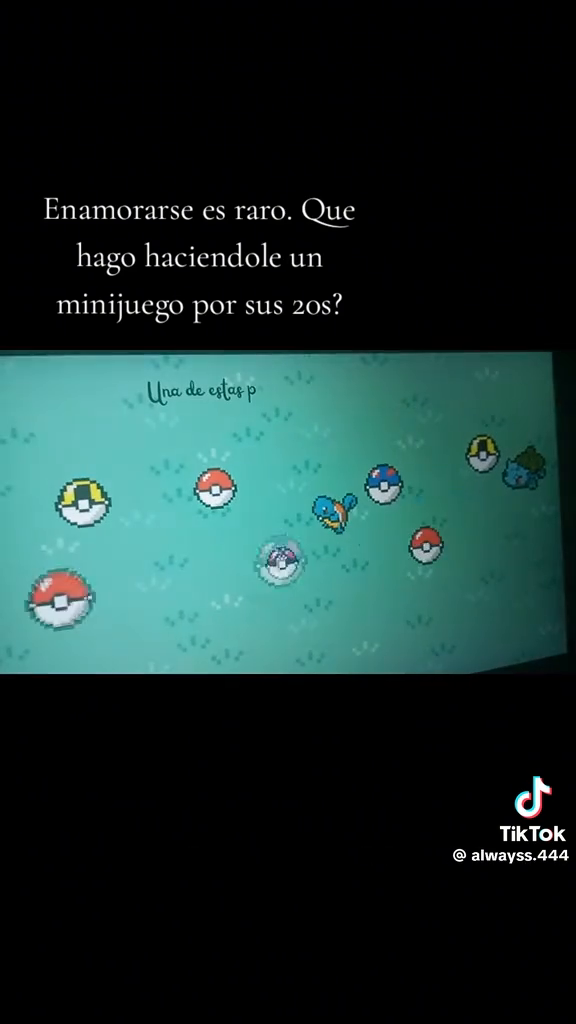 Enamorarse es raro. Que
hago haciendole un
minijuego por sus 20s?
Una de estas p
TikTok
@ alwayss.444